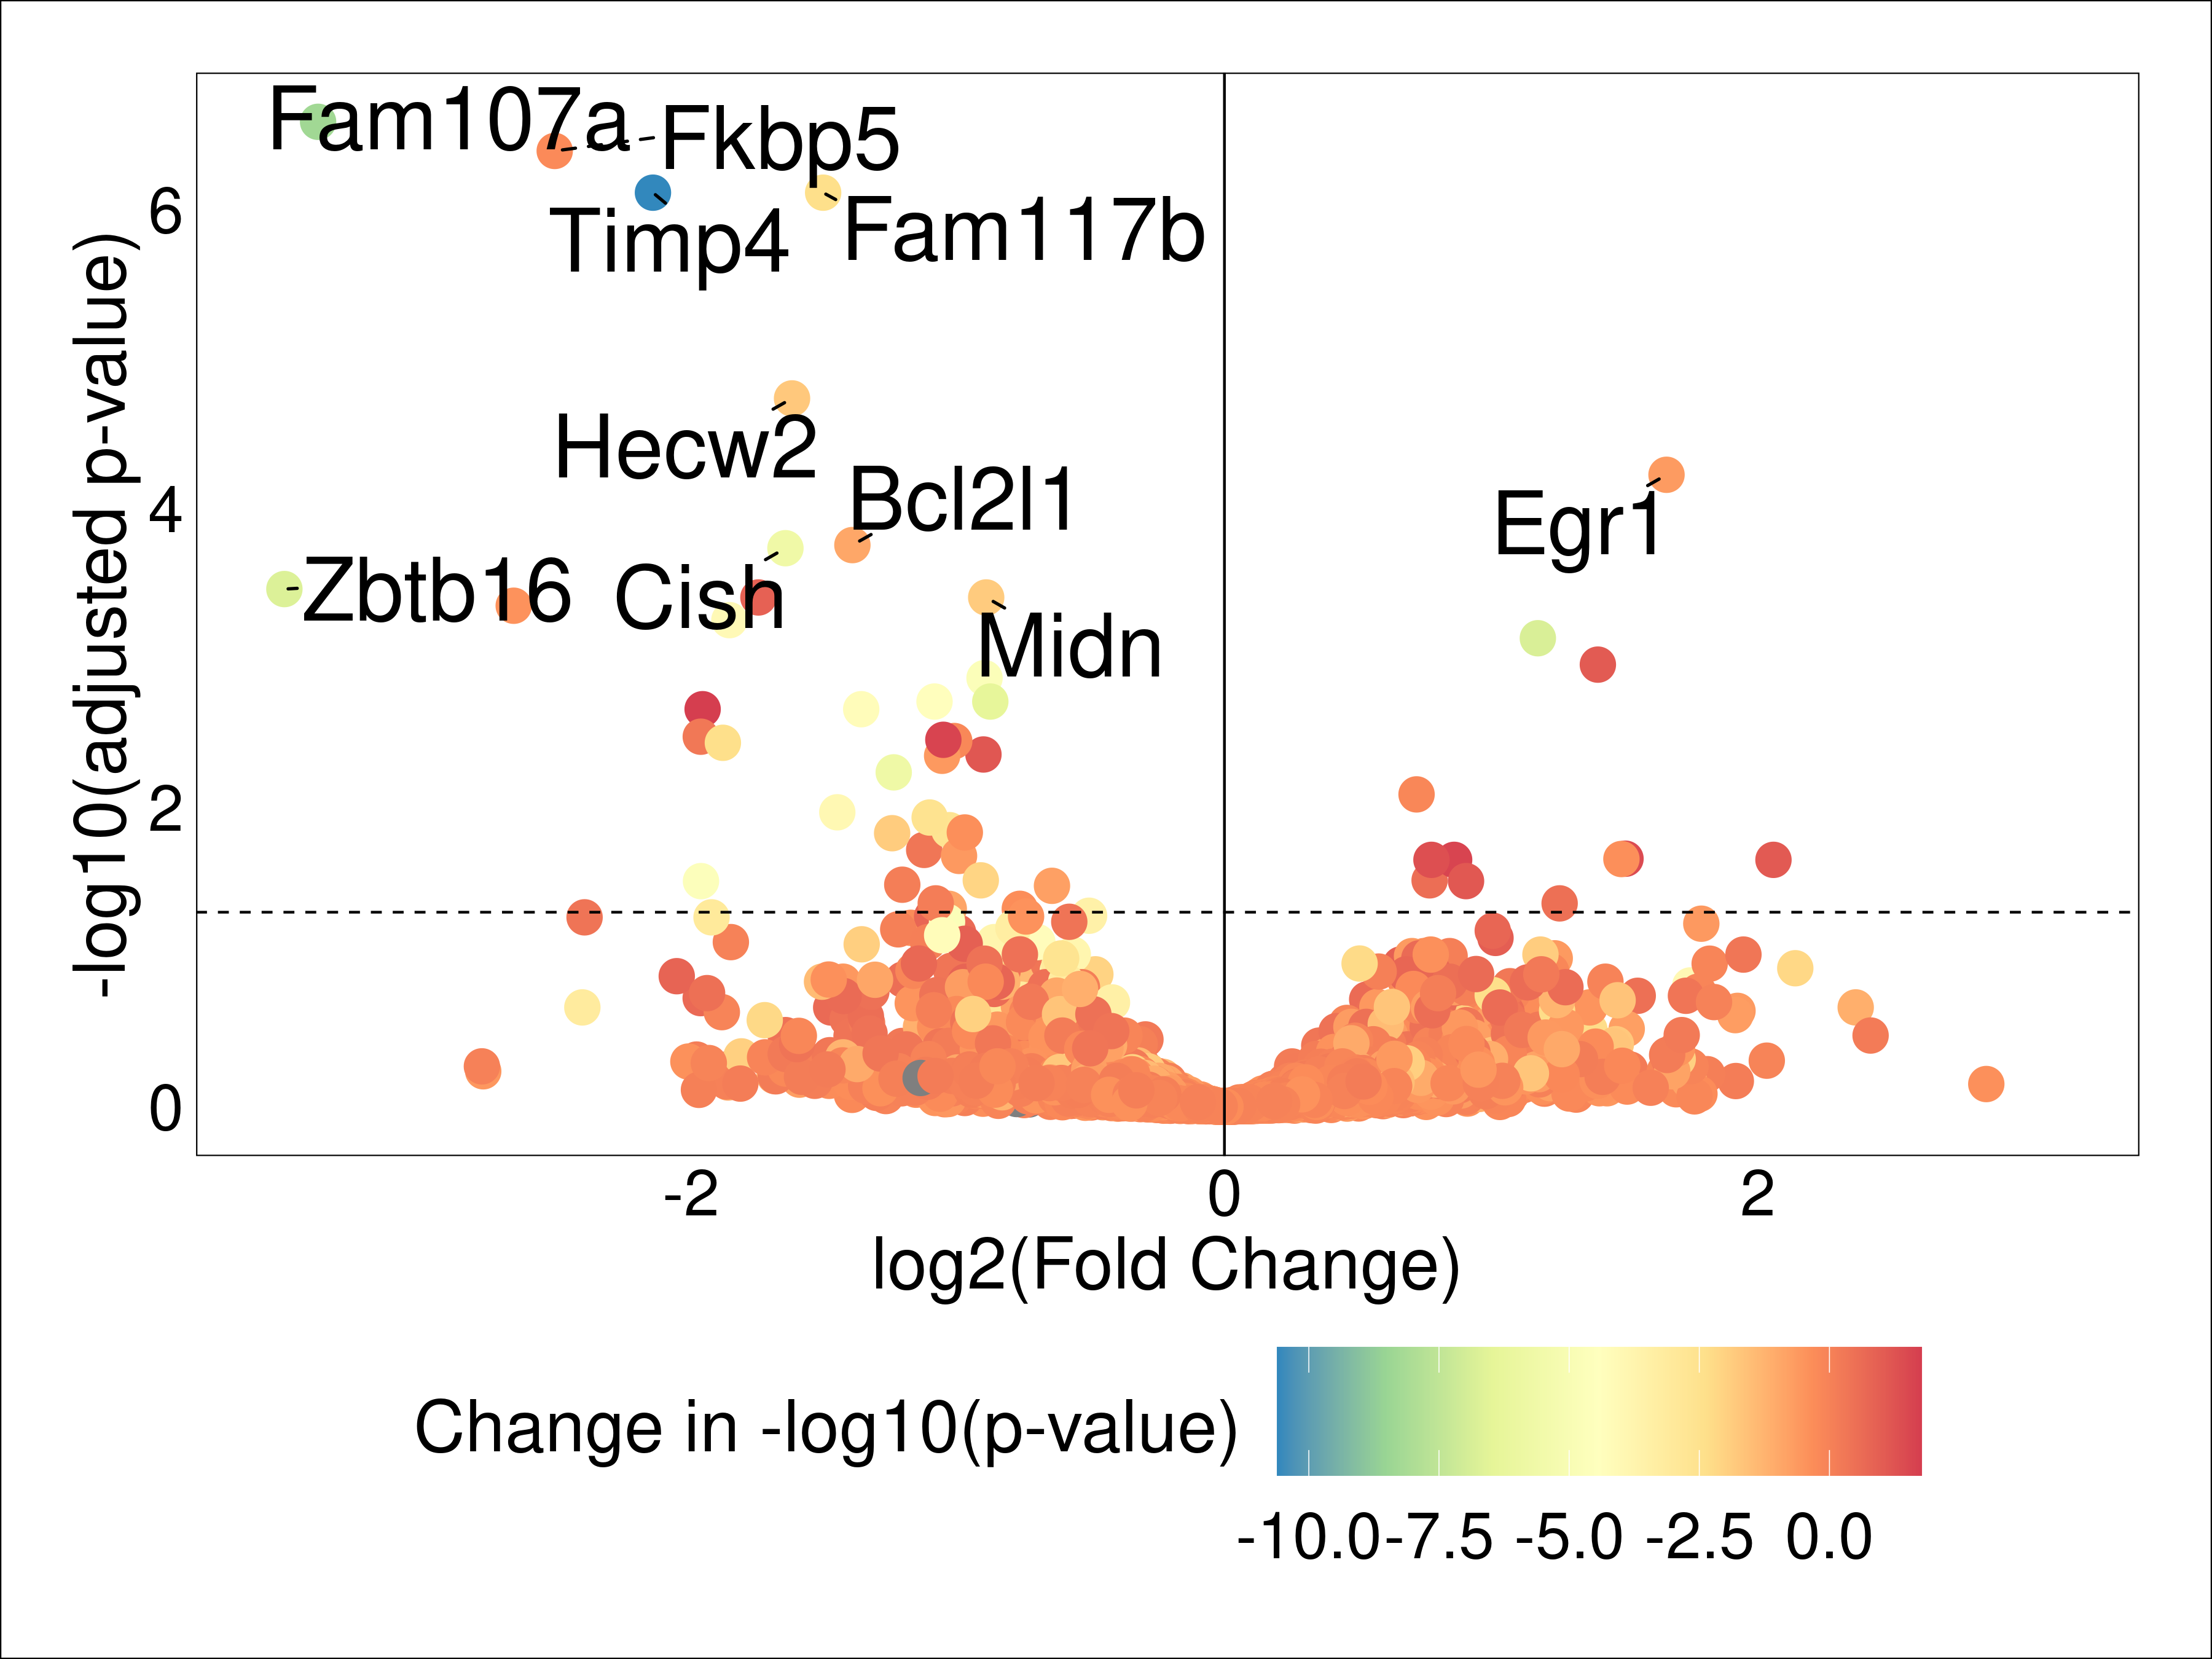 Fam107a
Fkbp5
Timp4
Fam117b
Hecw2
Bcl2l1
Egr1
Zbtb16
Cish
Midn
-log10(adjusted p-value)
6
4
2
0
-2
0
2
log2(Fold Change)
Change in -log10(p-value)
-10.0
-7.5
-5.0
-2.5
0.0